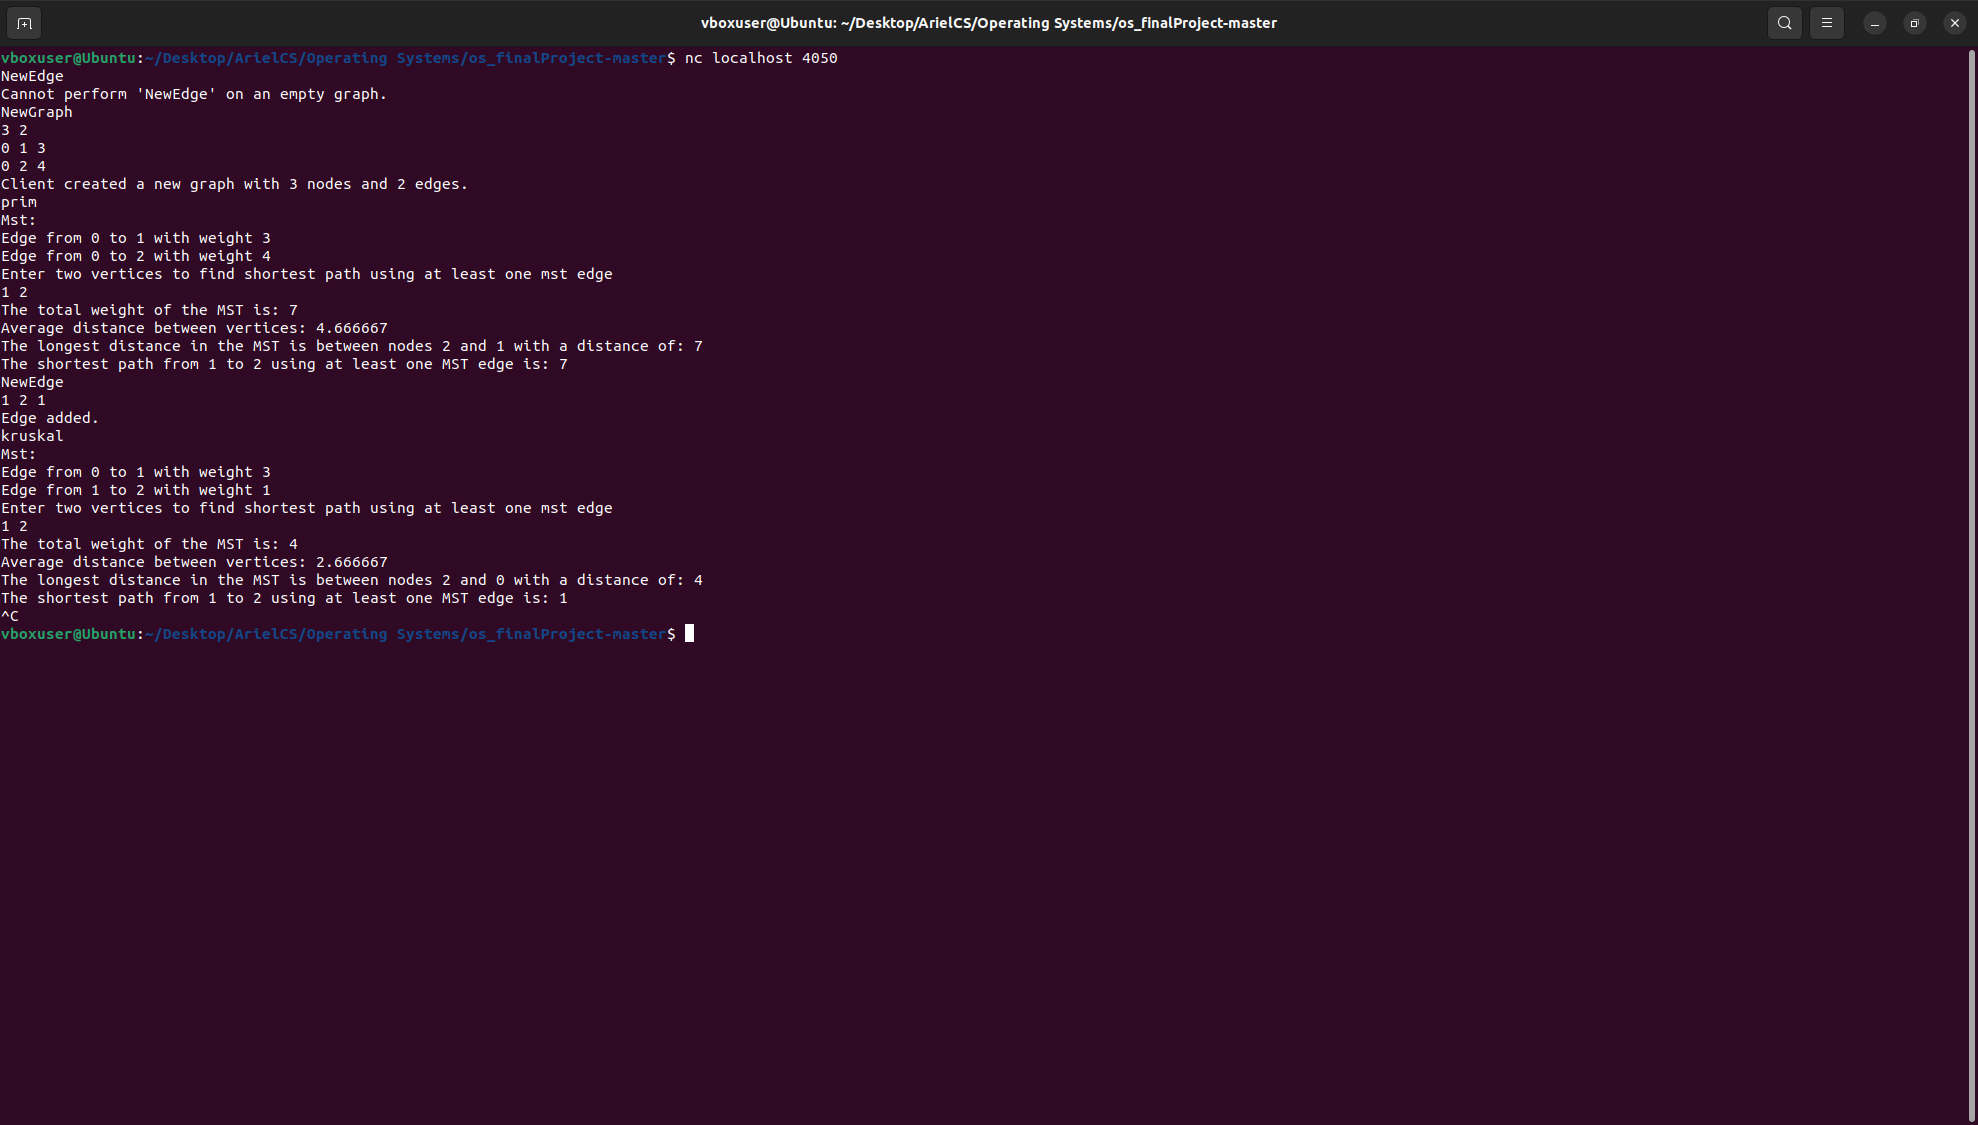 vboxuser@Ubuntu: ~/Desktop/ArielCS/Operating Systems/os_finalProject-master
vboxuser@Ubuntu:~/Desktop/ArielCS/Operating Systems/os_finalProject-master$ nc localhost 4050
NewEdge
Cannot perform 'NewEdge' on an empty graph.
NewGraph
3 2
0 1 3
0 2 4
Client created a new graph with 3 nodes and 2 edges.
prim
Mst:
Edge from 0 to 1 with weight 3
Edge from 0 to 2 with weight 4
Enter two vertices to find shortest path using at least one mst edge
1 2
The total weight of the MST is: 7
Average distance between vertices: 4.666667
The longest distance in the MST is between nodes 2 and 1 with a distance of: 7
The shortest path from 1 to 2 using at least one MST edge is: 7
NewEdge
1 2 1
Edge added.
kruskal
Mst:
Edge from 0 to 1 with weight 3
Edge from 1 to 2 with weight 1
Enter two vertices to find shortest path using at least one mst edge
1 2
The total weight of the MST is: 4
Average distance between vertices: 2.666667
The longest distance in the MST is between nodes 2 and 0 with a distance of: 4
The shortest path from 1 to 2 using at least one MST edge is: 1
^C
vboxuser@Ubuntu:~/Desktop/ArielCS/Operating Systems/os_finalProject-master$